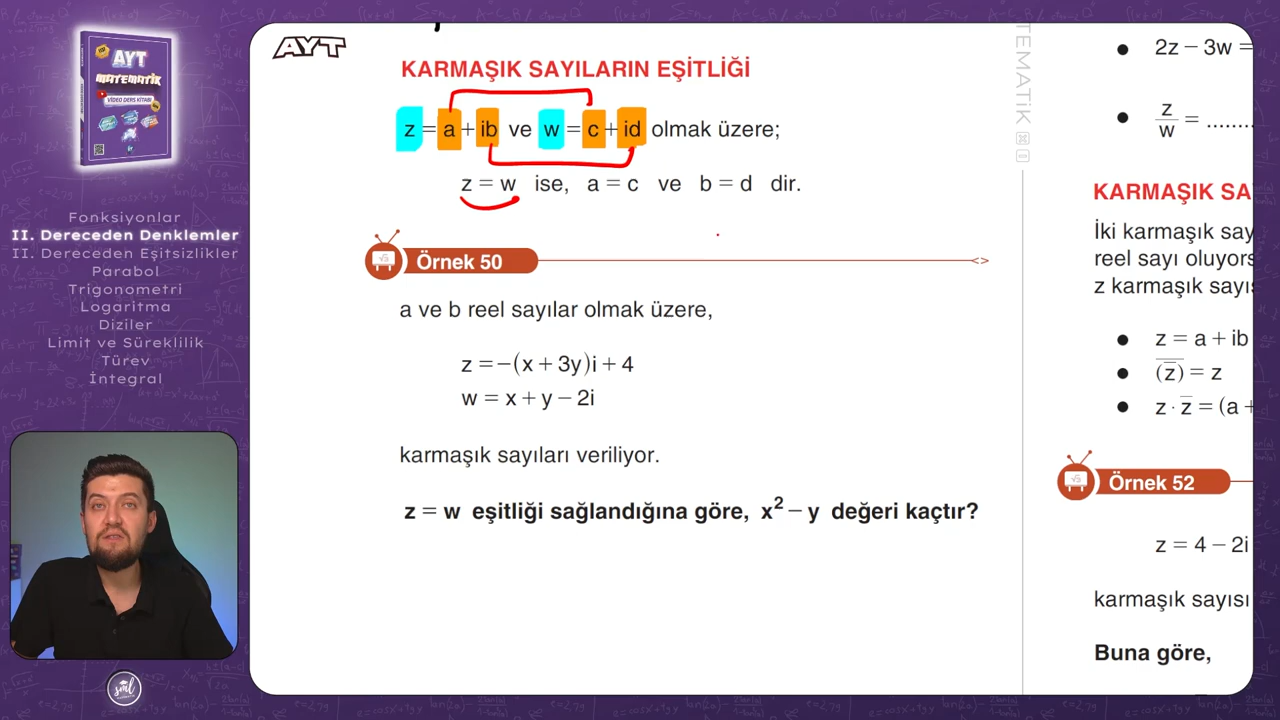 AYT
MATEMATİK
VİDEO DERS KİTABI
Fonksiyonlar
II. Dereceden Denklemler
II. Dereceden Eşitsizlikler
Parabol
Trigonometri
Logaritma
Diziler
Limit ve Süreklilik
Türev
İntegral
sml
AYT
KARMAŞIK SAYILARIN EŞİTLİĞİ
z = a + ib ve w = c + id olmak üzere;
z = w ise, a = c ve b = d dir.
Örnek 50
a ve b reel sayılar olmak üzere,
z = −(x + 3y)i + 4
w = x + y − 2i
karmaşık sayıları veriliyor.
z = w eşitliği sağlandığına göre, x² − y değeri kaçtır?
TEMATİK
2z − 3w =
z/w = ........
KARMAŞIK SA
İki karmaşık say
reel sayı oluyors
z karmaşık sayıs
z = a + ib
(z̅)̅ = z
z · z̅ = (a +
Örnek 52
z = 4 − 2i
karmaşık sayısı
Buna göre,